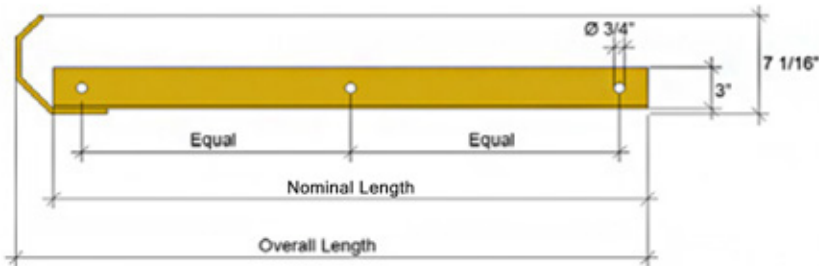 Ø 3/4"
7 1/16"
3"
Equal
Equal
Nominal Length
Overall Length